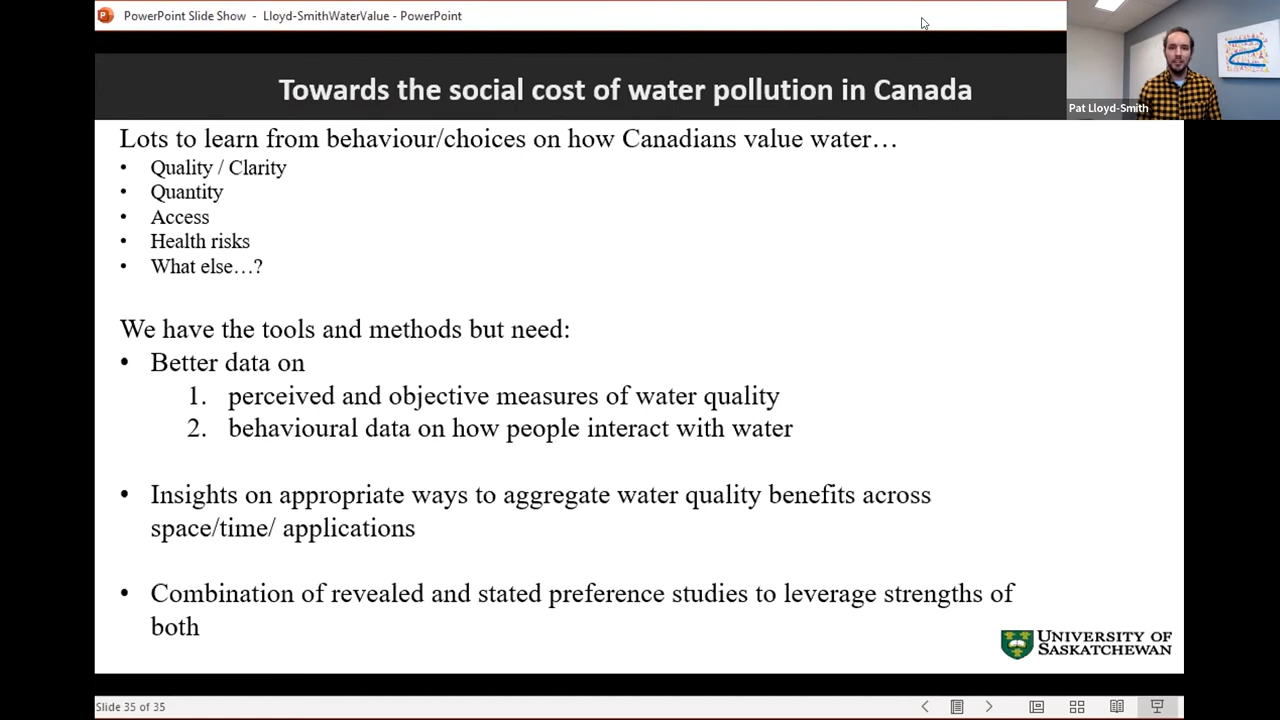 PowerPoint Slide Show - Lloyd-SmithWaterValue - PowerPoint
Pat Lloyd-Smith
Towards the social cost of water pollution in Canada
Lots to learn from behaviour/choices on how Canadians value water…
• Quality / Clarity
• Quantity
• Access
• Health risks
• What else…?
We have the tools and methods but need:
• Better data on
1. perceived and objective measures of water quality
2. behavioural data on how people interact with water
• Insights on appropriate ways to aggregate water quality benefits across
space/time/ applications
• Combination of revealed and stated preference studies to leverage strengths of
both
UNIVERSITY OF
SASKATCHEWAN
Slide 35 of 35